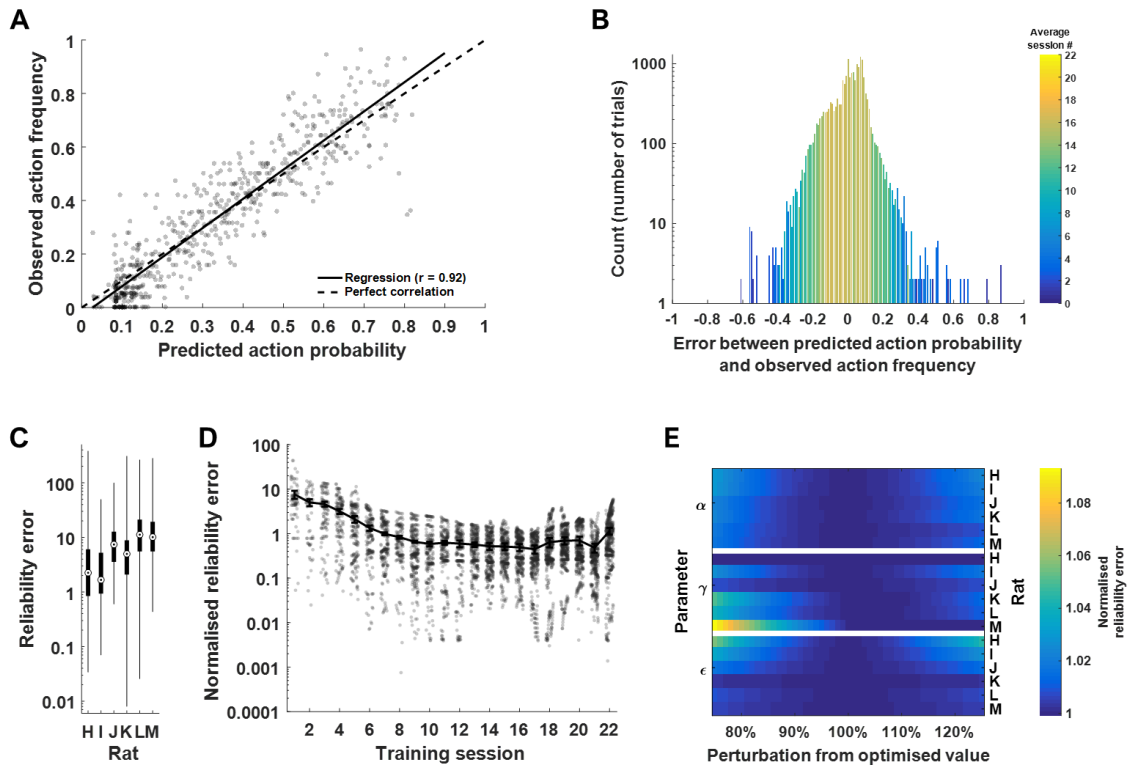 A
1
0.8
0.6
0.4
0.2
0
Observed action frequency
0 0.1 0.2 0.3 0.4 0.5 0.6 0.7 0.8 0.9 1
Predicted action probability
Regression (r = 0.92)
Perfect correlation
B
1000
100
10
1
Count (number of trials)
-1 -0.8 -0.6 -0.4 -0.2 0 0.2 0.4 0.6 0.8 1
Error between predicted action probability
and observed action frequency
Average
session #
22
20
18
16
14
12
10
8
6
4
2
0
C
100
10
1
0.1
0.01
Reliability error
H I J K L M
Rat
D
100
10
1
0.1
0.01
0.001
0.0001
Normalised reliability error
2 4 6 8 10 12 14 16 18 20 22
Training session
E
Parameter
α
γ
ϵ
H
J
K
L
M
H
I
J
K
L
M
H
I
J
K
L
M
Rat
80% 90% 100% 110% 120%
Perturbation from optimised value
1.08
1.06
1.04
1.02
1
Normalised
reliability error